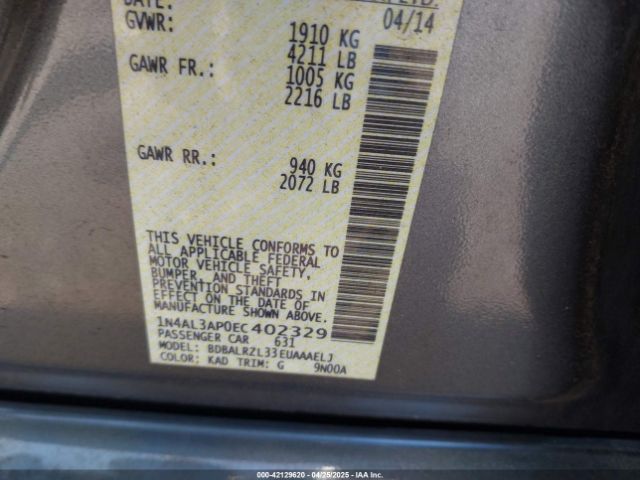 DATE:
04/14
GVWR: 1910 KG
4211 LB
GAWR FR.: 1005 KG
2216 LB
GAWR RR.: 940 KG
2072 LB
THIS VEHICLE CONFORMS TO
ALL APPLICABLE FEDERAL
MOTOR VEHICLE SAFETY,
BUMPER, AND THEFT
PREVENTION STANDARDS IN
EFFECT ON THE DATE OF
MANUFACTURE SHOWN ABOVE.
1N4AL3AP0EC402329
PASSENGER CAR 631
MODEL: BDBALRZL33EUAAAELJ
COLOR: KAD TRIM: G 9N00A
000-42129620 | 04/25/2025 | IAA Inc.